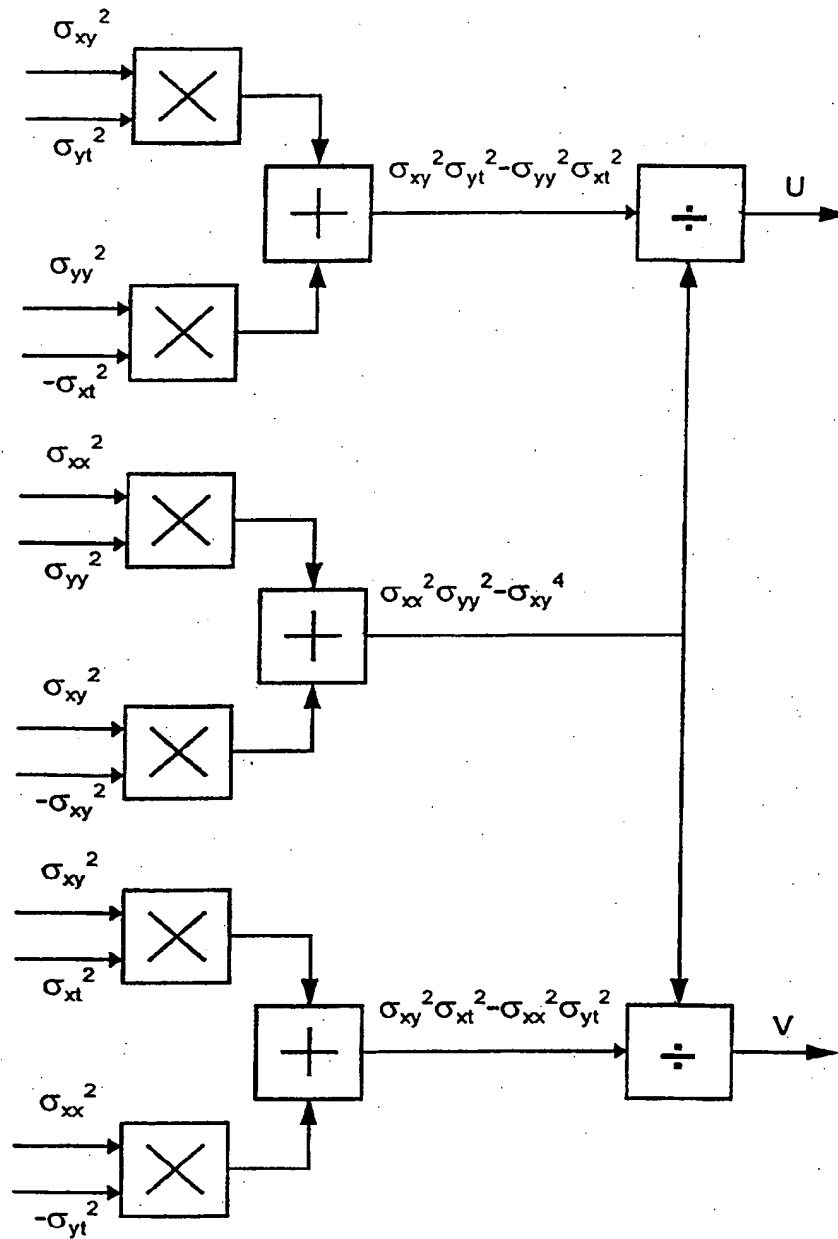 σxy²
σyt²
σxy²σyt²-σyy²σxt²
U
σyy²
-σxt²
σxx²
σyy²
σxx²σyy²-σxy⁴
σxy²
-σxy²
σxy²
σxt²
σxy²σxt²-σxx²σyt²
V
σxx²
-σyt²